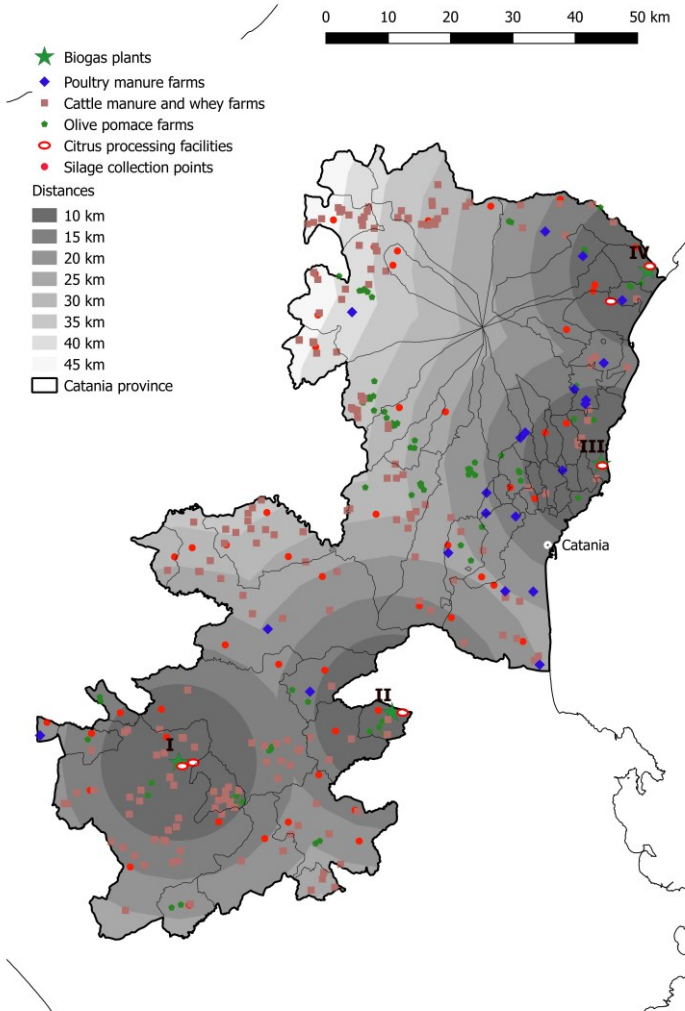 0 10 20 30 40 50 km
Biogas plants
Poultry manure farms
Cattle manure and whey farms
Olive pomace farms
Citrus processing facilities
Silage collection points
Distances
10 km
15 km
20 km
25 km
30 km
35 km
40 km
45 km
Catania province
IV
III
Catania
II
I